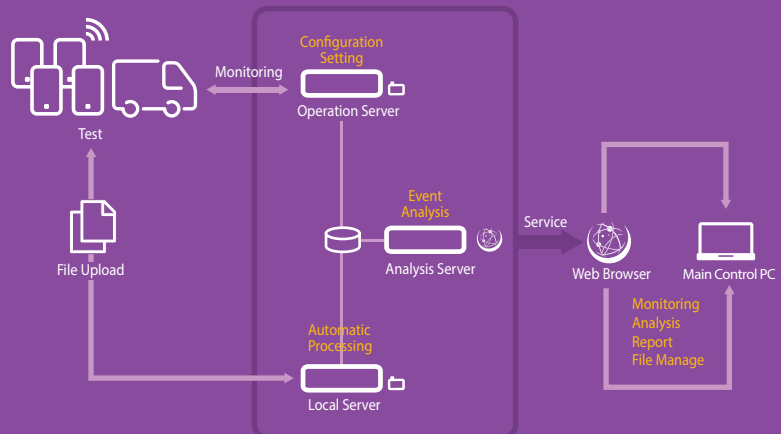 Configuration
Setting
Monitoring
Operation Server
Test
Event
Analysis
Service
File Upload
Analysis Server
Web Browser
Main Control PC
Monitoring
Analysis
Report
File Manage
Automatic
Processing
Local Server